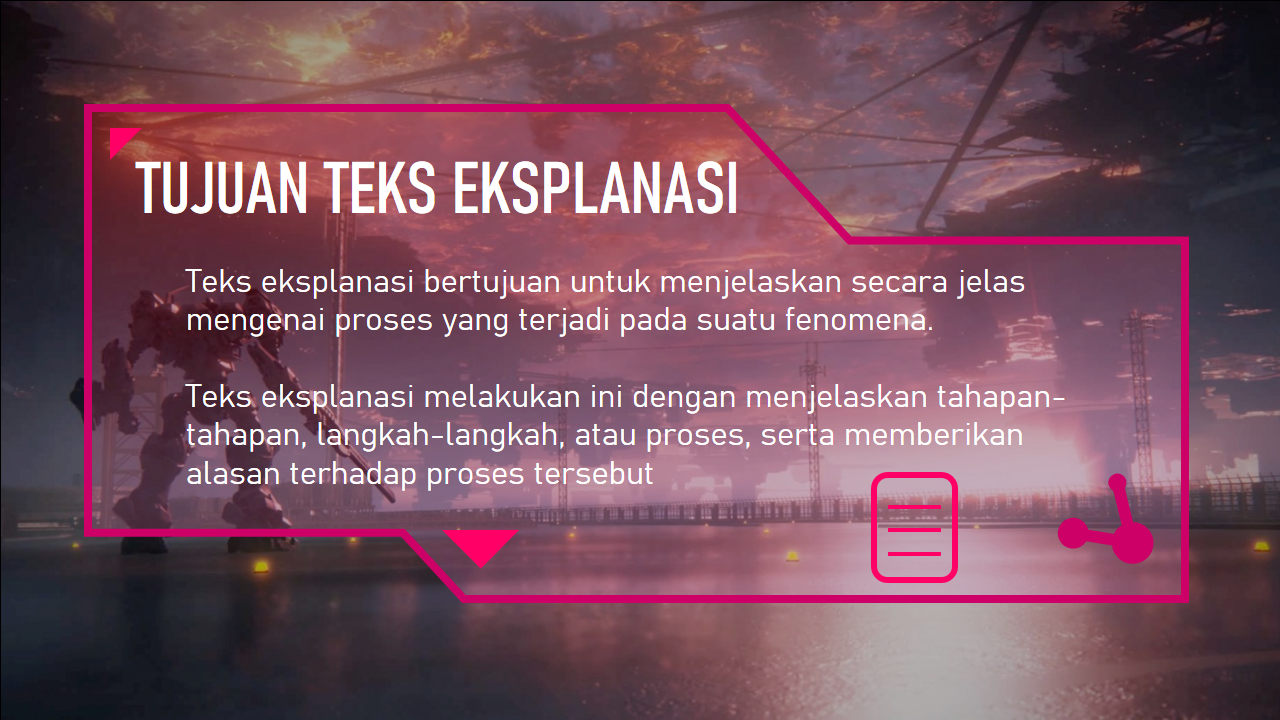 TUJUAN TEKS EKSPLANASI
Teks eksplanasi bertujuan untuk menjelaskan secara jelas
mengenai proses yang terjadi pada suatu fenomena.
Teks eksplanasi melakukan ini dengan menjelaskan tahapan-
tahapan, langkah-langkah, atau proses, serta memberikan
alasan terhadap proses tersebut